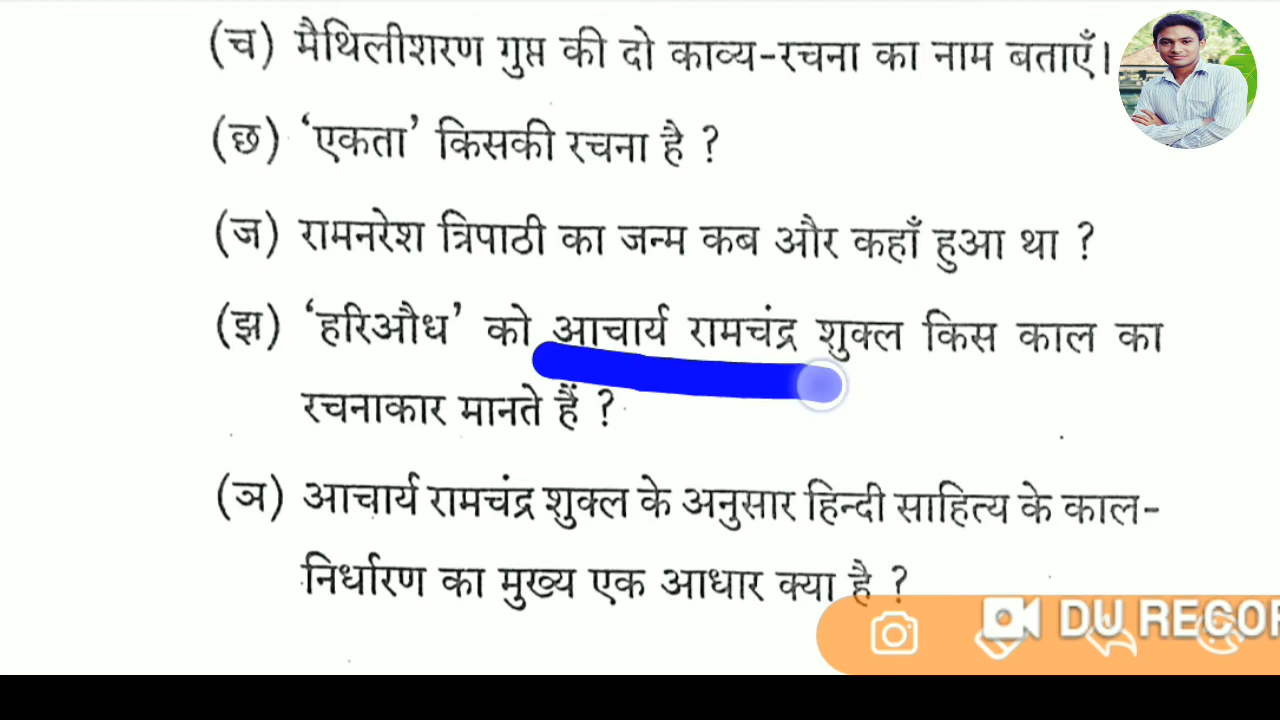 (च) मैथिलीशरण गुप्त की दो काव्य-रचना का नाम बताएँ।
(छ) ‘एकता’ किसकी रचना है ?
(ज) रामनरेश त्रिपाठी का जन्म कब और कहाँ हुआ था ?
(झ) ‘हरिऔध’ को आचार्य रामचंद्र शुक्ल किस काल का
रचनाकार मानते हैं ?
(ञ) आचार्य रामचंद्र शुक्ल के अनुसार हिन्दी साहित्य के काल-
निर्धारण का मुख्य एक आधार क्या है ?
DU RECOR